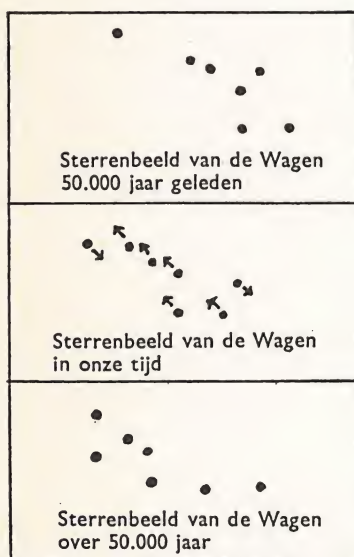 Sterrenbeeld van de Wagen
50.000 jaar geleden
Sterrenbeeld van de Wagen
in onze tijd
Sterrenbeeld van de Wagen
over 50.000 jaar